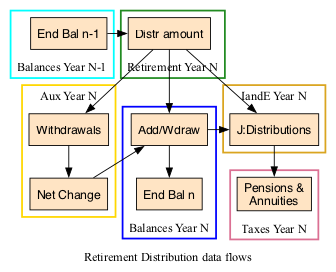 End Bal n-1
Distr amount
Balances Year N-1
Retirement Year N
Aux Year N
IandE Year N
Withdrawals
Add/Wdraw
J:Distributions
Net Change
End Bal n
Pensions &
Annuities
Balances Year N
Taxes Year N
Retirement Distribution data flows